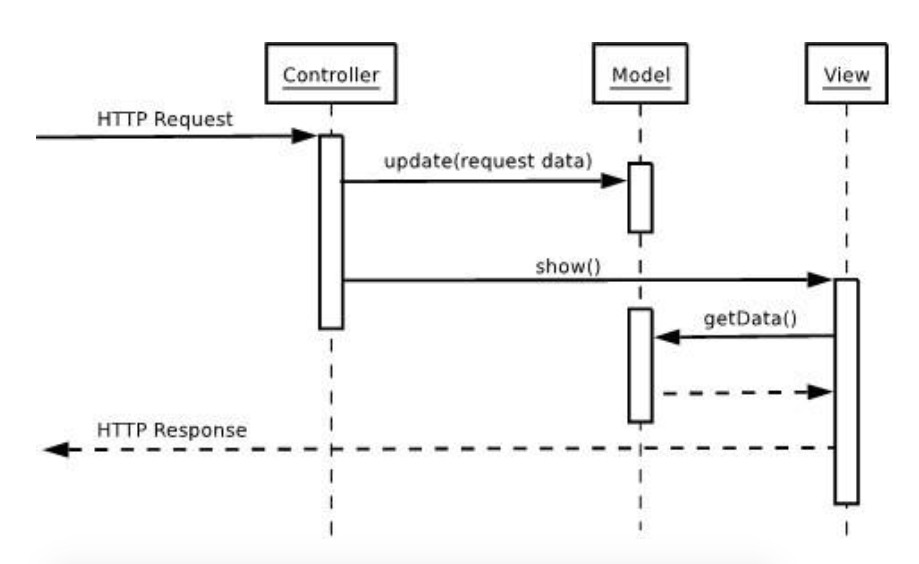 Controller
Model
View
HTTP Request
update(request data)
show()
getData()
HTTP Response